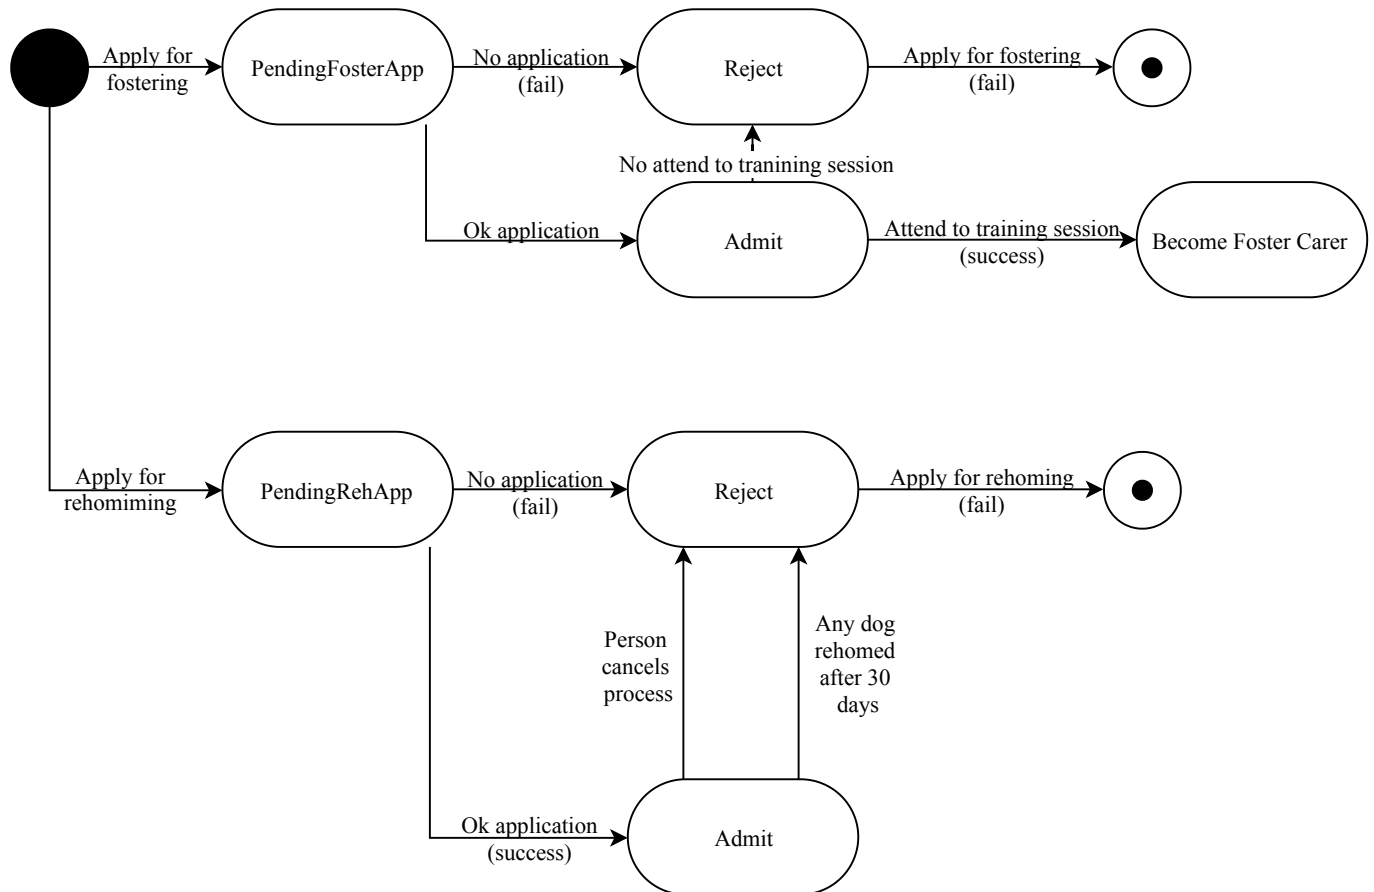 Apply for
fostering
PendingFosterApp
No application
(fail)
Reject
Apply for fostering
(fail)
No attend to tranining session
Ok application
Admit
Attend to training session
(success)
Become Foster Carer
Apply for
rehomiming
PendingRehApp
No application
(fail)
Reject
Apply for rehoming
(fail)
Person
cancels
process
Any dog
rehomed
after 30
days
Ok application
(success)
Admit